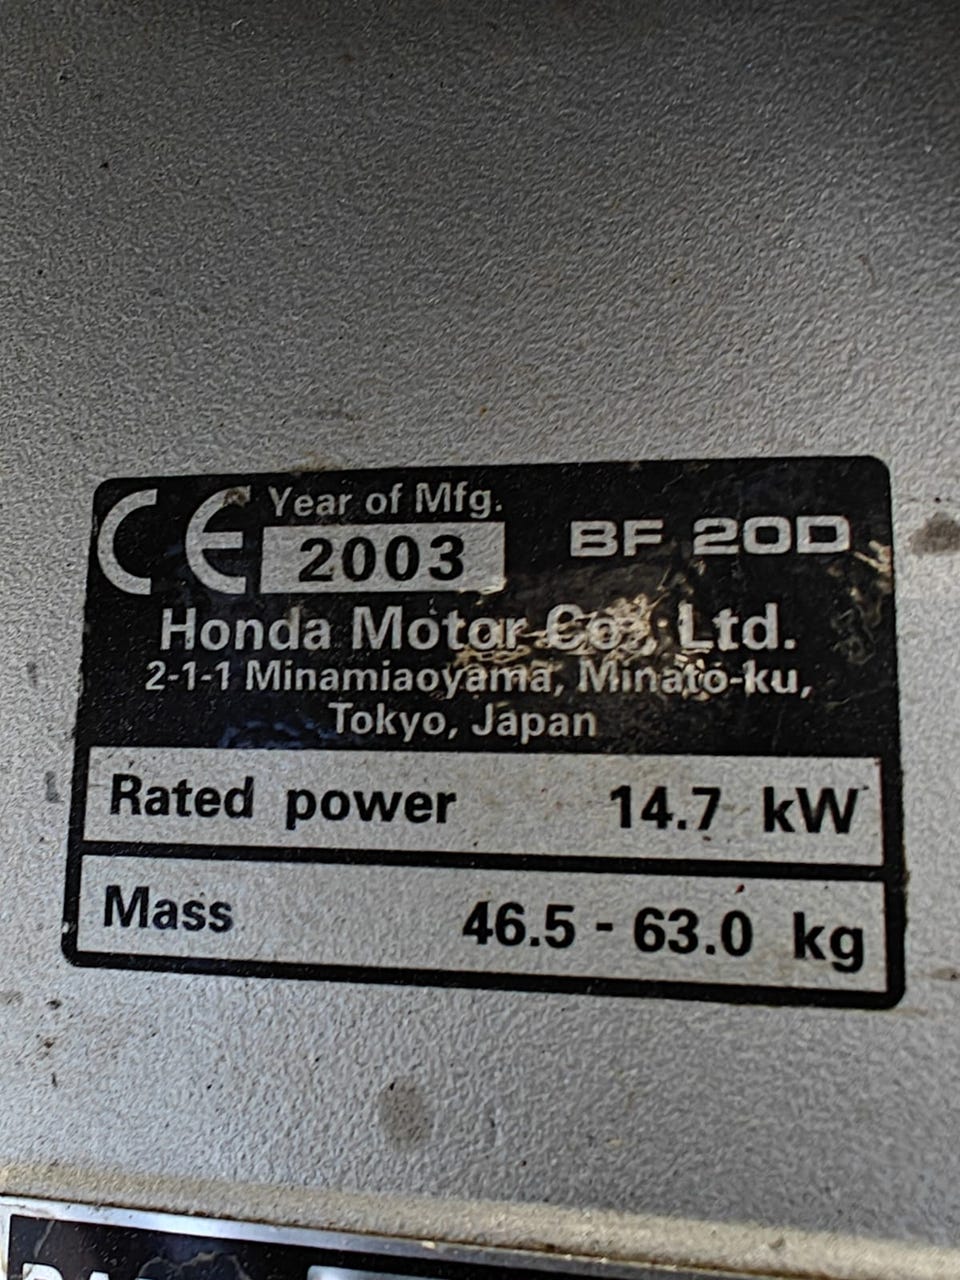 CE Year of Mfg. BF 20D
2003
Honda Motor Co., Ltd.
2-1-1 Minamiaoyama, Minato-ku,
Tokyo, Japan
Rated power 14.7 kW
Mass 46.5 - 63.0 kg